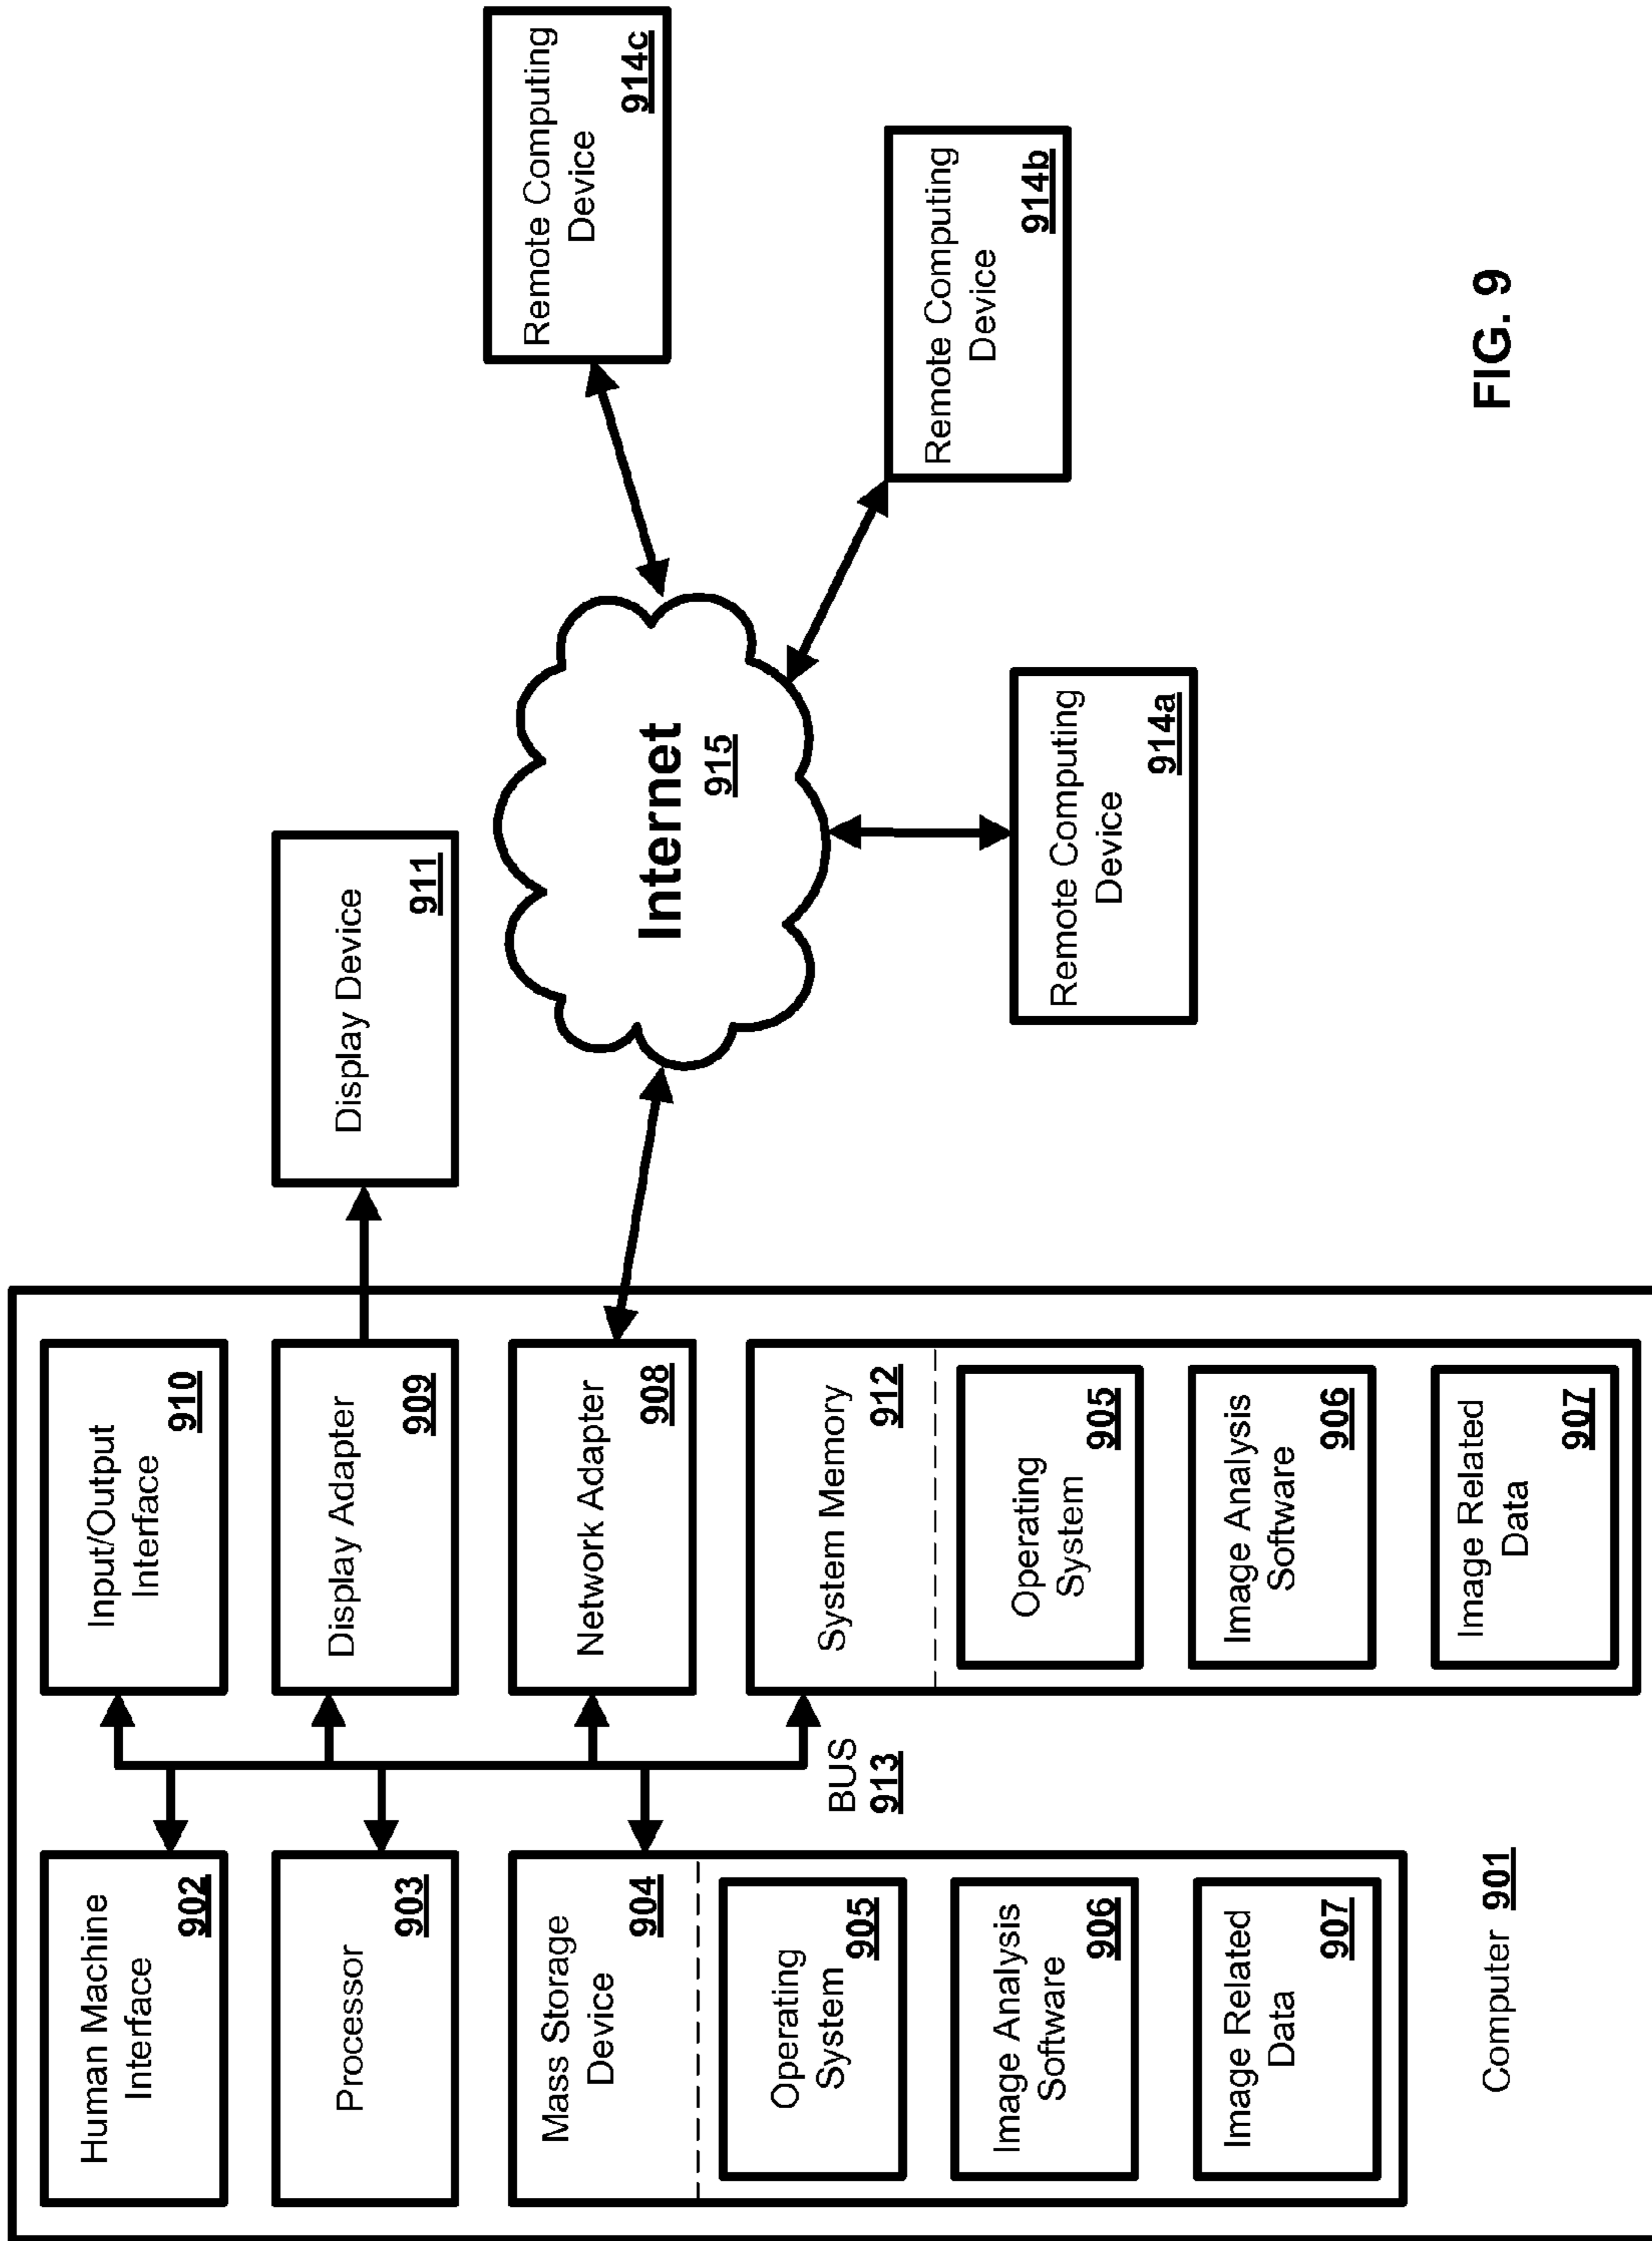 Human Machine
Interface
902
Processor
903
Mass Storage
Device
904
Operating
System
905
Image Analysis
Software
906
Image Related
Data
907
Computer 901
BUS
913
Input/Output
Interface
910
Display Adapter
909
Network Adapter
908
System Memory
912
Operating
System
905
Image Analysis
Software
906
Image Related
Data
907
Display Device
911
Internet
915
Remote Computing
Device
914a
Remote Computing
Device
914b
Remote Computing
Device
914c
FIG. 9